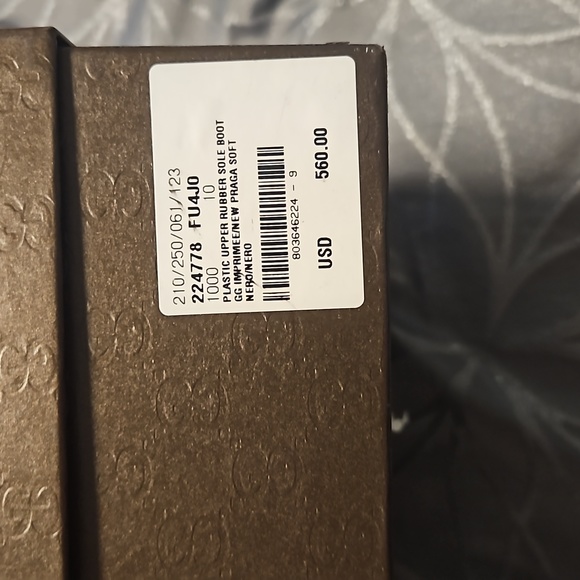 210/250/061/123
224778 FU4J0
1000 10
PLASTIC UPPER RUBBER SOLE BOOT
GG IMPRIMEE/NEW PRAGA SOFT
NERO/NERO
803646224 - 9
USD 560.00